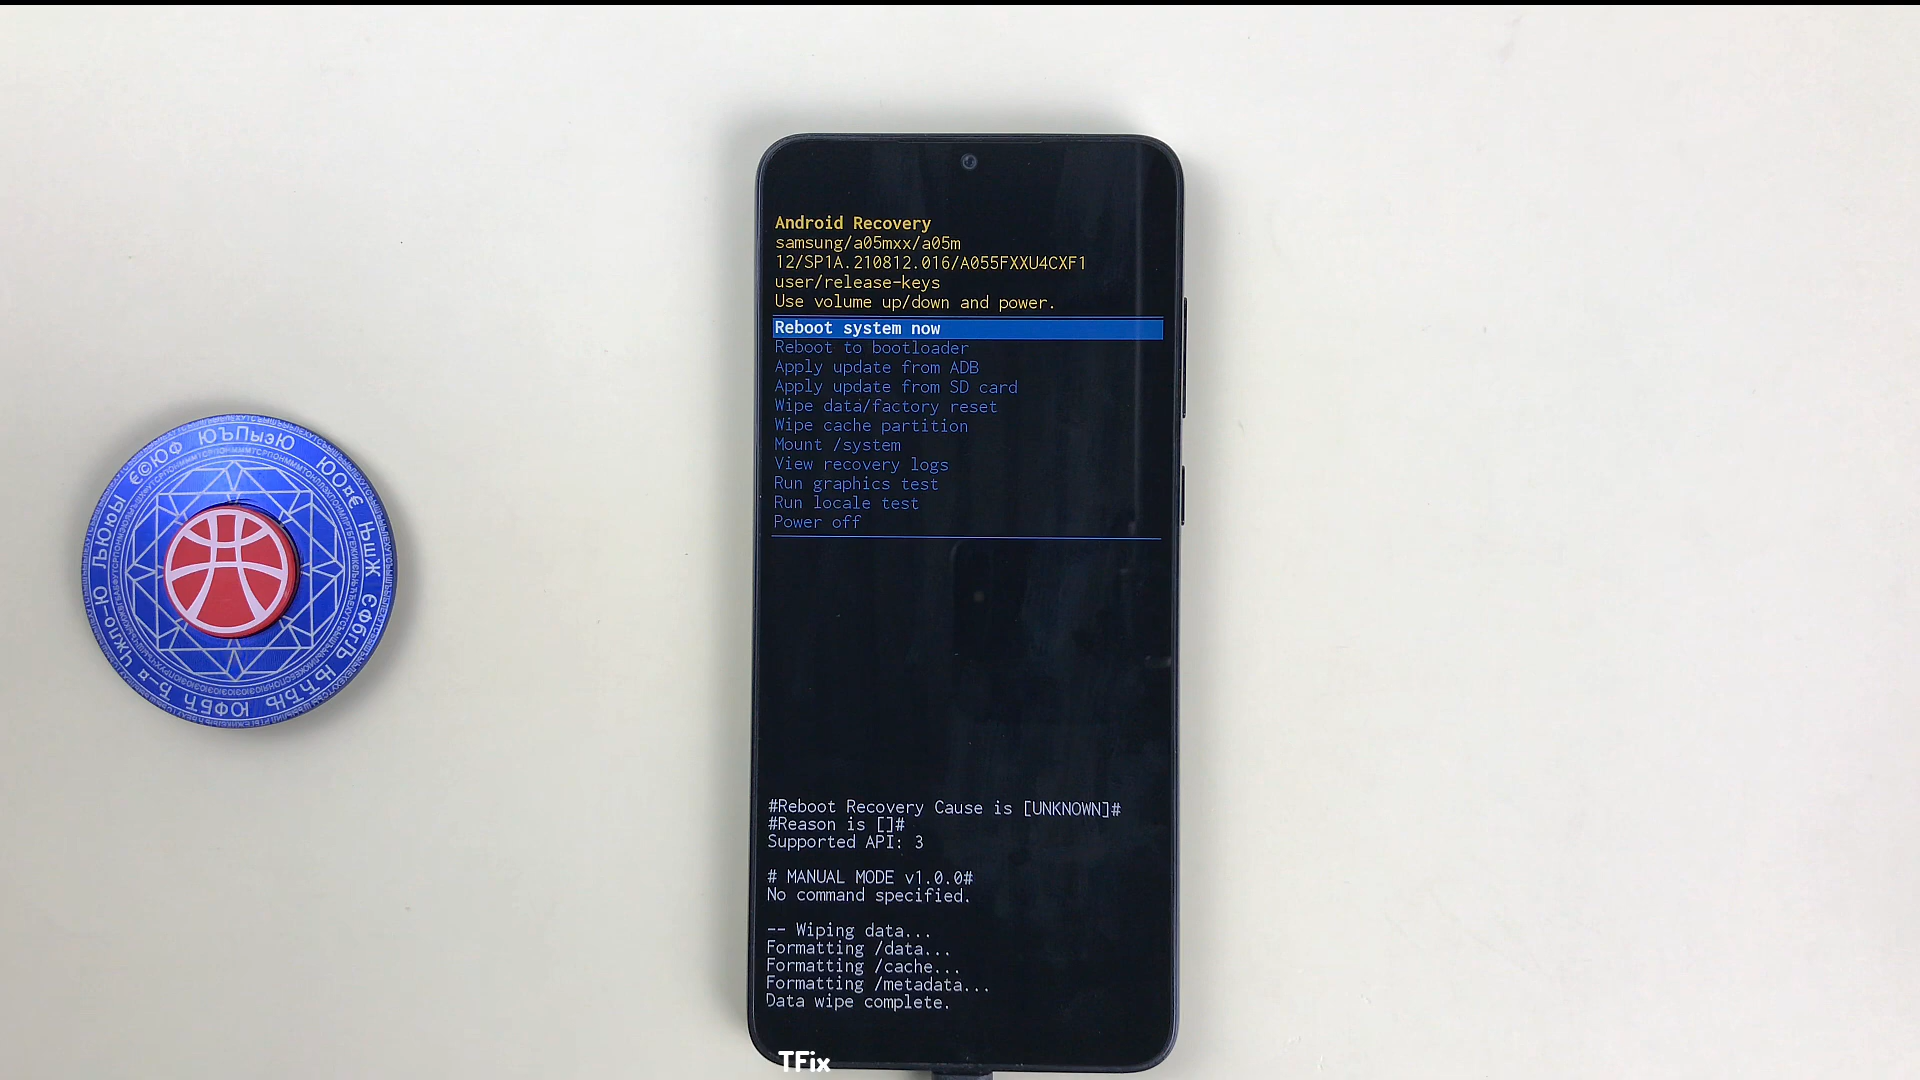 Android Recovery
samsung/a05mxx/a05m
12/SP1A.210812.016/A055FXXU4CXF1
user/release-keys
Use volume up/down and power.
Reboot system now
Reboot to bootloader
Apply update from ADB
Apply update from SD card
Wipe data/factory reset
Wipe cache partition
Mount /system
View recovery logs
Run graphics test
Run locale test
Power off
#Reboot Recovery Cause is [UNKNOWN]#
#Reason is []#
Supported API: 3
# MANUAL MODE v1.0.0#
No command specified.
-- Wiping data...
Formatting /data...
Formatting /cache...
Formatting /metadata...
Data wipe complete.
TFix